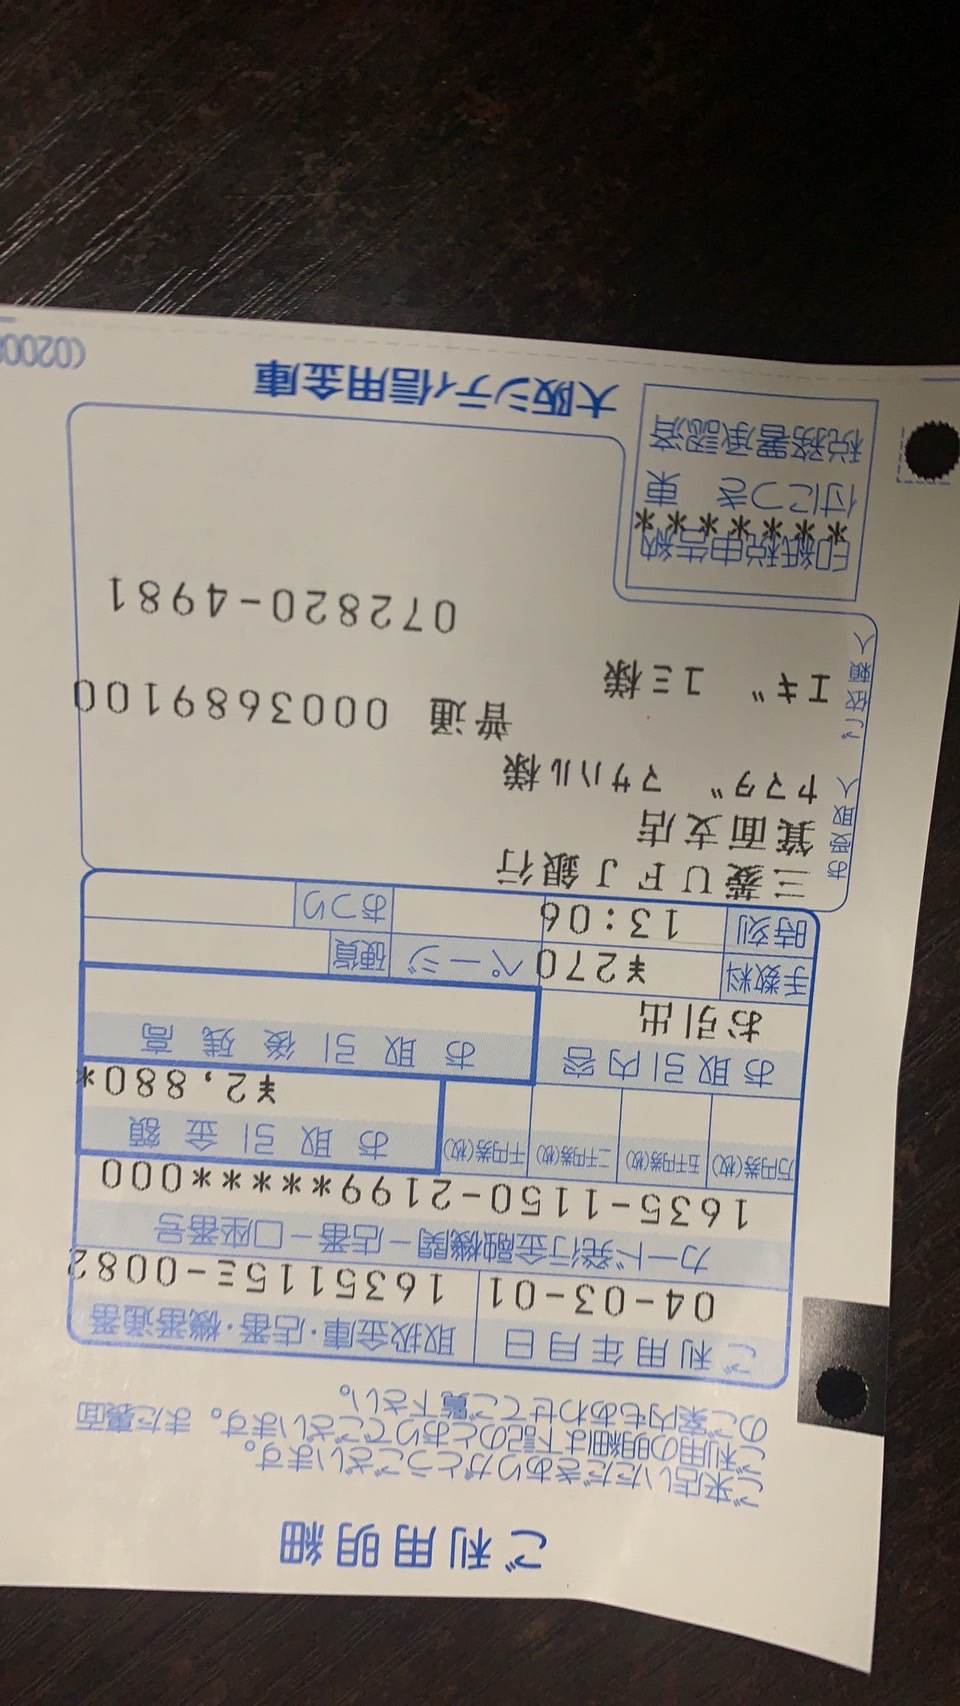 ご利用明細
ご来店いただきありがとうございます。
ご利用の明細は下記のとおりでございます。また裏面
のご案内もあわせてご覧下さい。
ご利用年月日 取扱金庫・店番・機番通番
04-03-01 1635115Ξ-0082
カード発行金融機関－店番－口座番号
1635-1150-2199*****000
万円券(枚) 五千円券(枚) 二千円券(枚) 千円券(枚) お取引金額
¥2,880*
お取引内容 お取引後残高
お引出
手数料 ¥270 ページ 硬貨
時刻 13:06 おつり
お受取人 三菱UFJ銀行
箕面支店
ヤマダ マサハル様
普通 0003689100
ご依頼人 エギ ユミ様
072820-4981
印紙税申告納
*******
付につき 東
税務署承認済
大阪シティ信用金庫